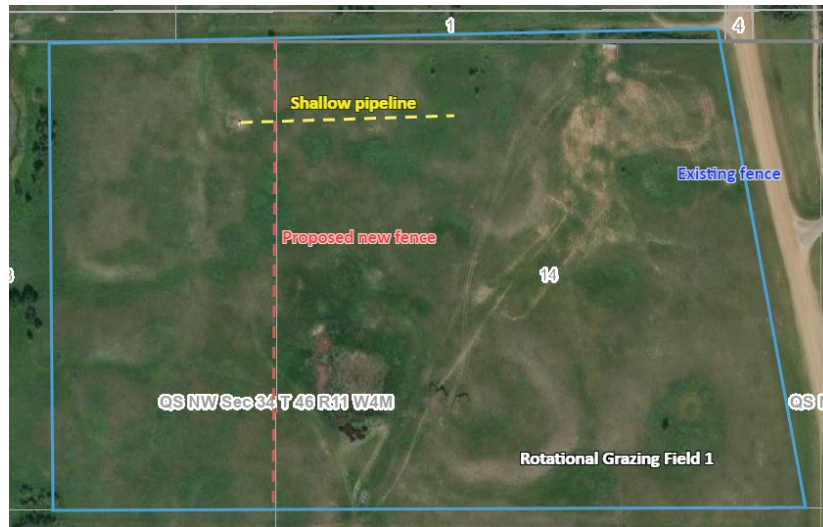 1
4
Shallow pipeline
Existing fence
Proposed new fence
14
QS NW Sec 34 T 46 R11 W4M
QS
Rotational Grazing Field 1